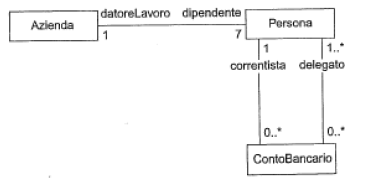 Azienda
datoreLavoro dipendente
Persona
1
7
1
1..*
correntista delegato
0..*
0..*
ContoBancario